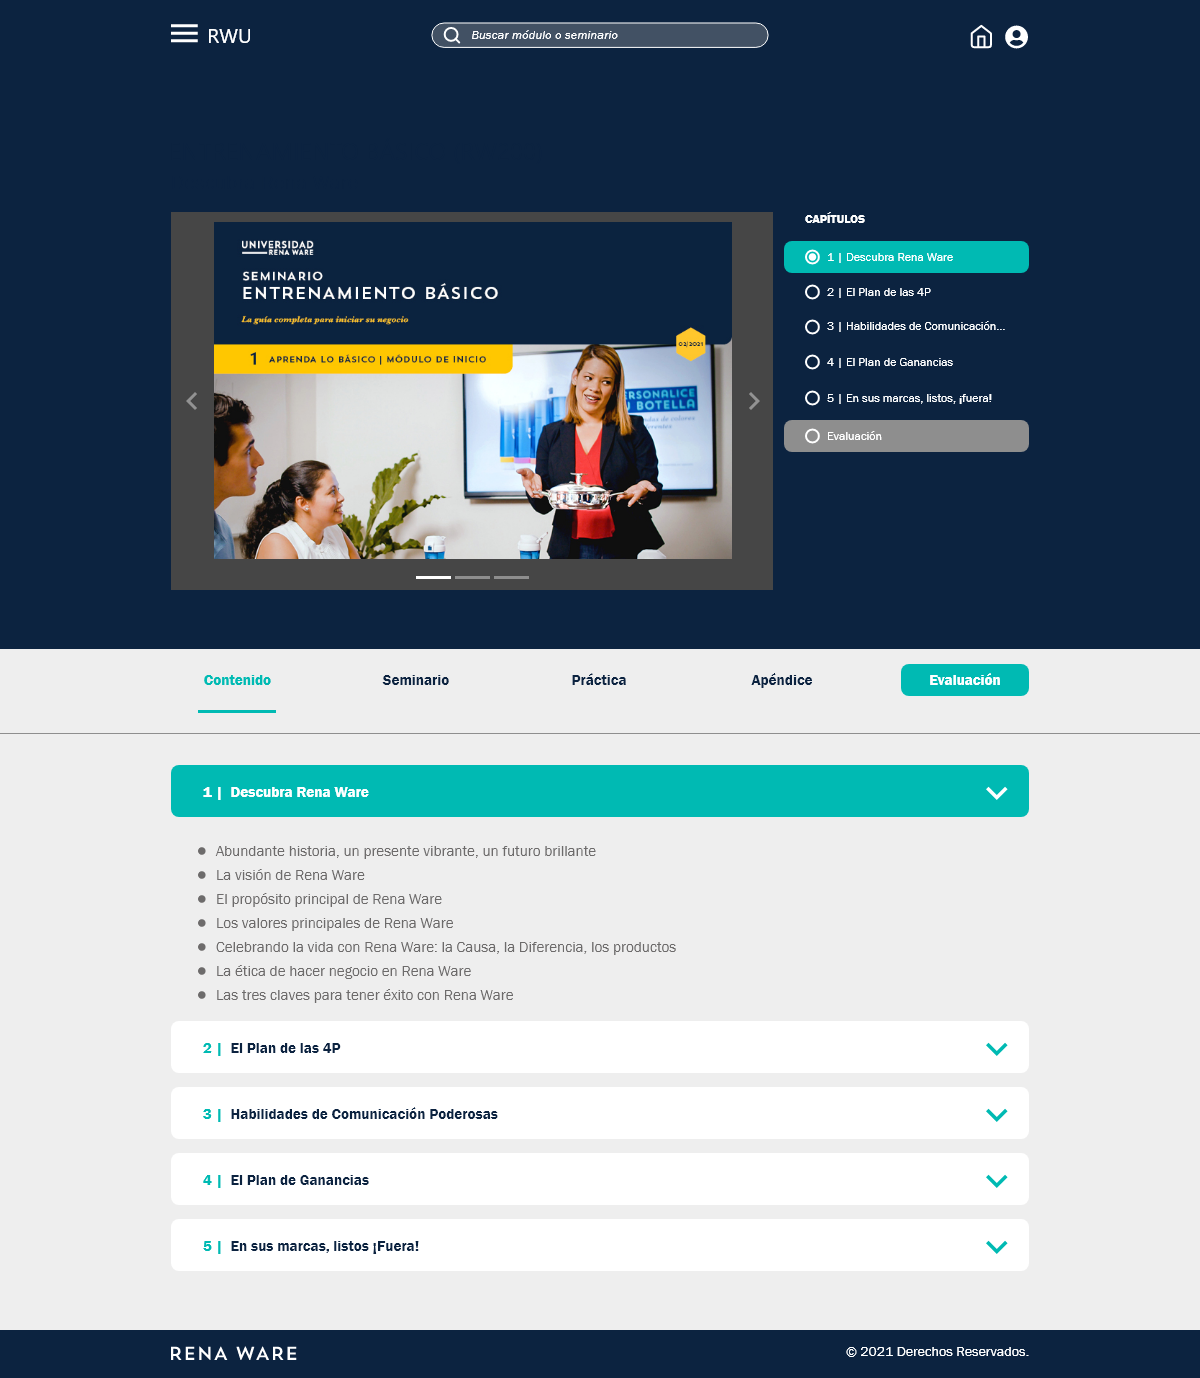 RWU
Buscar módulo o seminario
UNIVERSIDAD
RENA WARE
SEMINARIO
ENTRENAMIENTO BÁSICO
La guía completa para iniciar su negocio
02/2021
1 APRENDA LO BÁSICO | MÓDULO DE INICIO
BOTELLA
CAPÍTULOS
1 | Descubra Rena Ware
2 | El Plan de las 4P
3 | Habilidades de Comunicación...
4 | El Plan de Ganancias
5 | En sus marcas, listos, ¡fuera!
Evaluación
Contenido
Seminario
Práctica
Apéndice
Evaluación
1 | Descubra Rena Ware
Abundante historia, un presente vibrante, un futuro brillante
La visión de Rena Ware
El propósito principal de Rena Ware
Los valores principales de Rena Ware
Celebrando la vida con Rena Ware: la Causa, la Diferencia, los productos
La ética de hacer negocio en Rena Ware
Las tres claves para tener éxito con Rena Ware
2 | El Plan de las 4P
3 | Habilidades de Comunicación Poderosas
4 | El Plan de Ganancias
5 | En sus marcas, listos ¡Fuera!
RENA WARE
© 2021 Derechos Reservados.